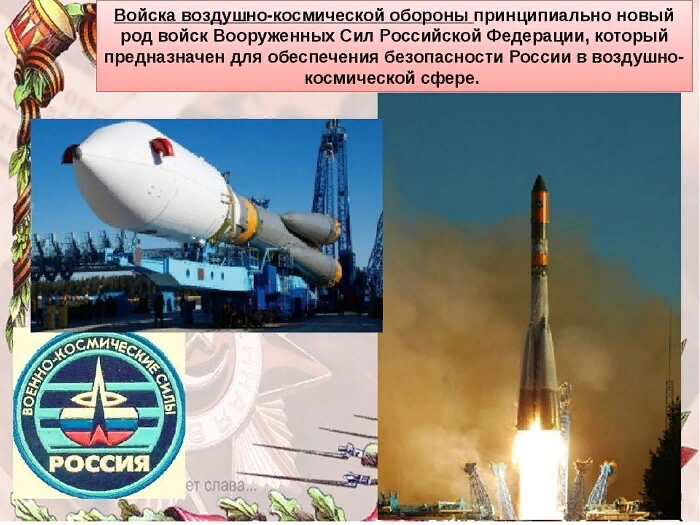 Войска воздушно-космической обороны принципиально новый
род войск Вооруженных Сил Российской Федерации, который
предназначен для обеспечения безопасности России в воздушно-
космической сфере.
ВОЕННО-КОСМИЧЕСКИЕ СИЛЫ
РОССИЯ
ет слава...